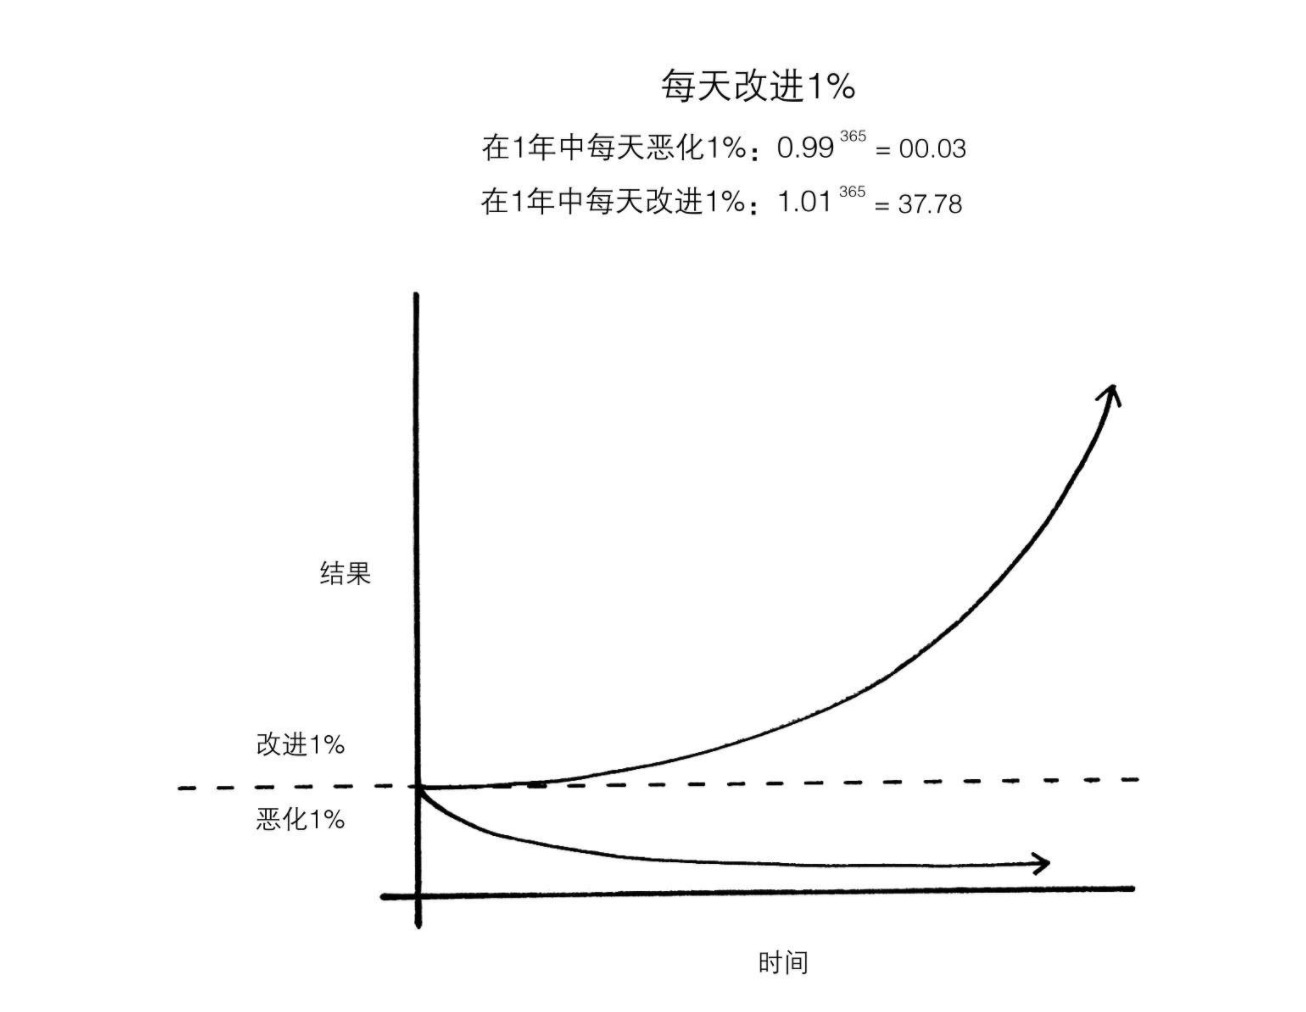 每天改进1%
在1年中每天恶化1%：0.99 365 = 00.03
在1年中每天改进1%：1.01 365 = 37.78
结果
改进1%
恶化1%
时间